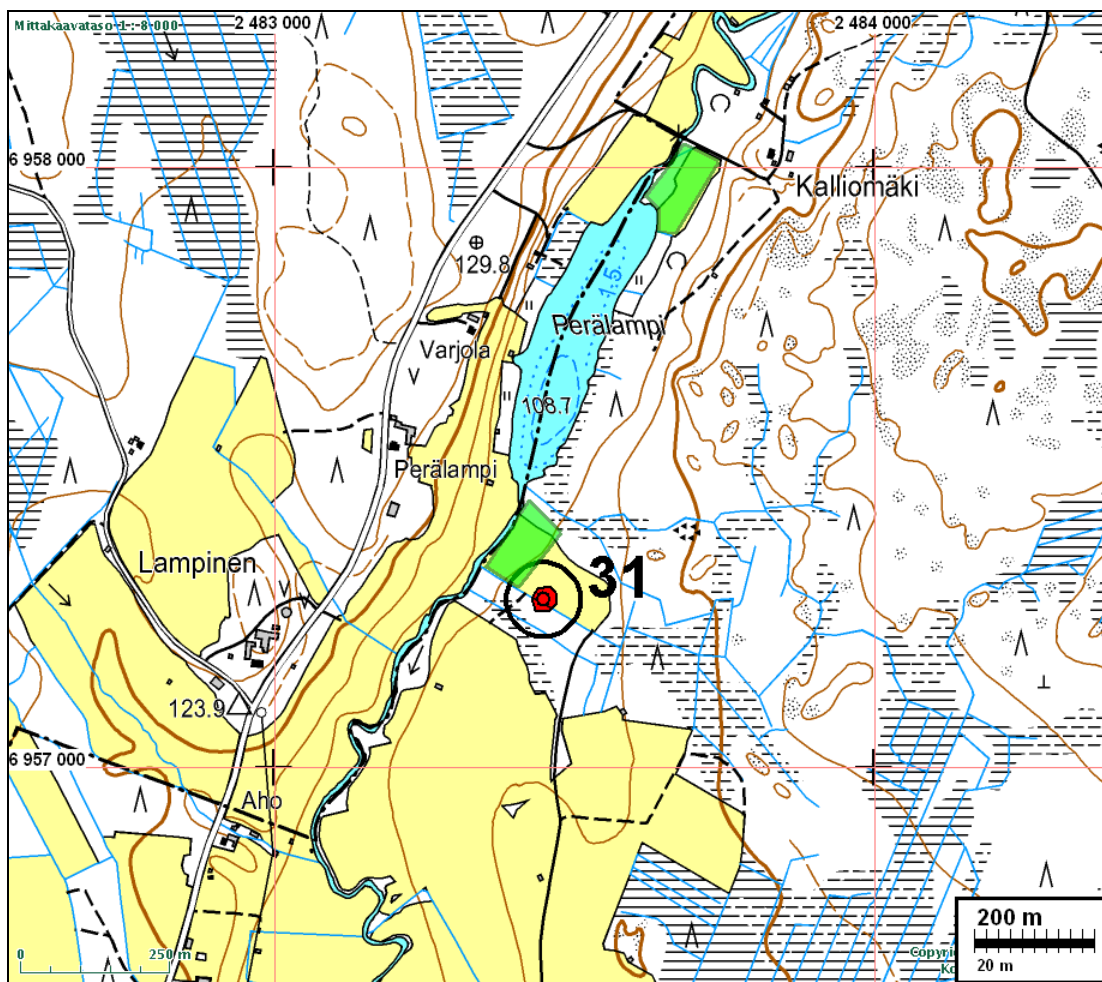 Mittakaavataso 1 : 8 000
2 483 000
2 484 000
6 958 000
Kalliomäki
129.8
1.5
Perälampi
Varjola
108.7
Perälampi
Lampinen
31
123.9
6 957 000
Aho
200 m
20 m
0 250 m